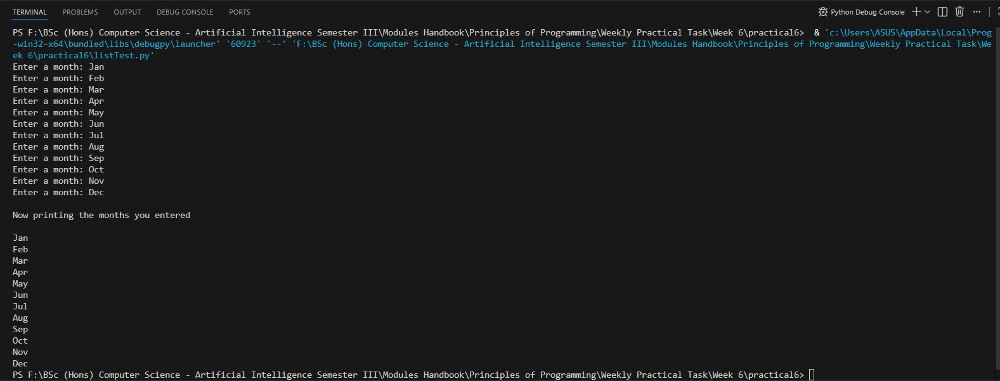 TERMINAL PROBLEMS OUTPUT DEBUG CONSOLE PORTS Python Debug Console
PS F:\BSc (Hons) Computer Science - Artificial Intelligence Semester III\Modules Handbook\Principles of Programming\Weekly Practical Task\Week 6\practical6>  & 'c:\Users\ASUS\AppData\Local\Prog
-win32-x64\bundled\libs\debugpy\launcher' '60923' '--' 'F:\BSc (Hons) Computer Science - Artificial Intelligence Semester III\Modules Handbook\Principles of Programming\Weekly Practical Task\We
ek 6\practical6\listTest.py'
Enter a month: Jan
Enter a month: Feb
Enter a month: Mar
Enter a month: Apr
Enter a month: May
Enter a month: Jun
Enter a month: Jul
Enter a month: Aug
Enter a month: Sep
Enter a month: Oct
Enter a month: Nov
Enter a month: Dec
Now printing the months you entered
Jan
Feb
Mar
Apr
May
Jun
Jul
Aug
Sep
Oct
Nov
Dec
PS F:\BSc (Hons) Computer Science - Artificial Intelligence Semester III\Modules Handbook\Principles of Programming\Weekly Practical Task\Week 6\practical6>